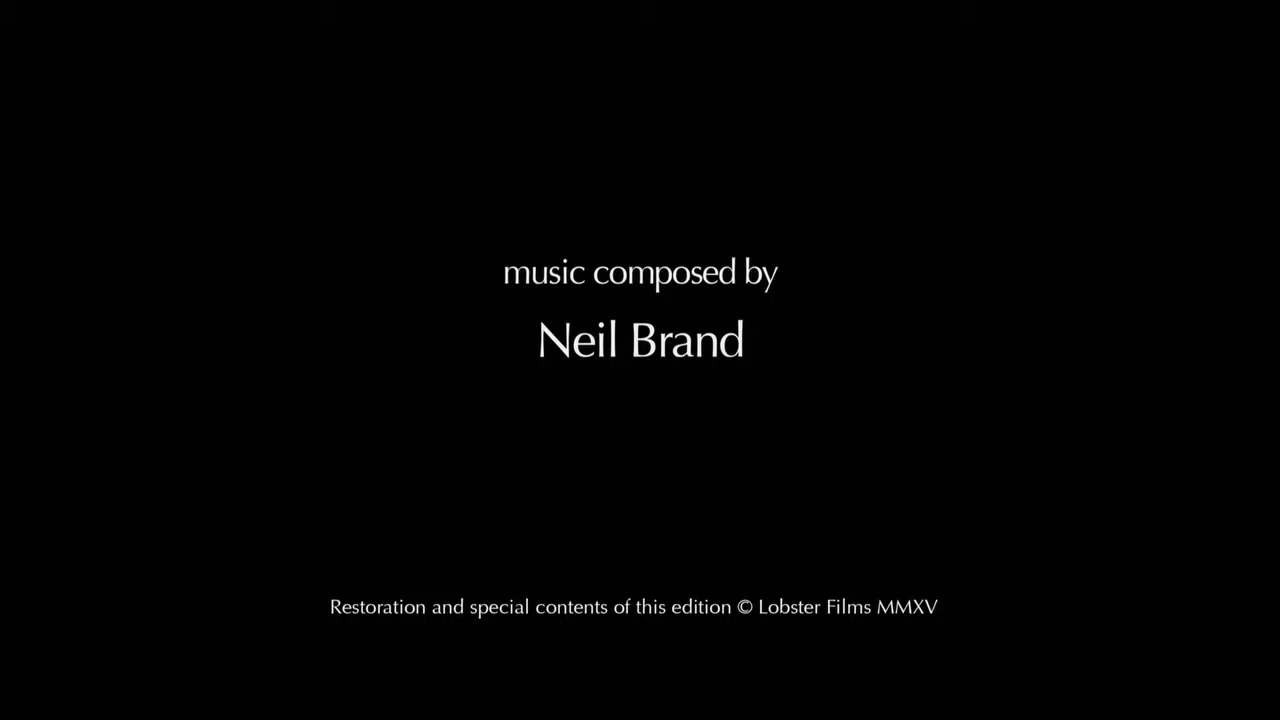 music composed by
Neil Brand
Restoration and special contents of this edition © Lobster Films MMXV